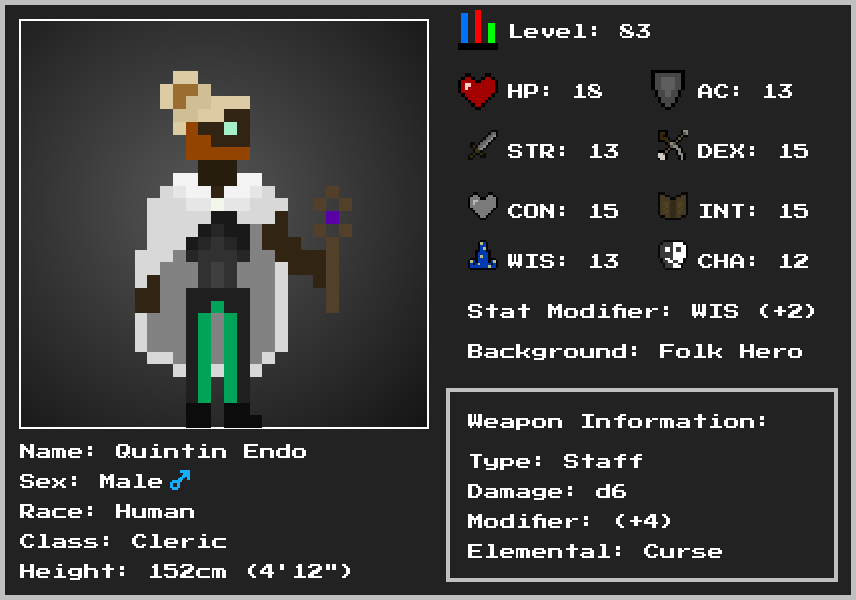 Level: 83
HP: 18
AC: 13
STR: 13
DEX: 15
CON: 15
INT: 15
WIS: 13
CHA: 12
Stat Modifier: WIS (+2)
Background: Folk Hero
Weapon Information:
Type: Staff
Damage: d6
Modifier: (+4)
Elemental: Curse
Name: Quintin Endo
Sex: Male ♂
Race: Human
Class: Cleric
Height: 152cm (4'12")